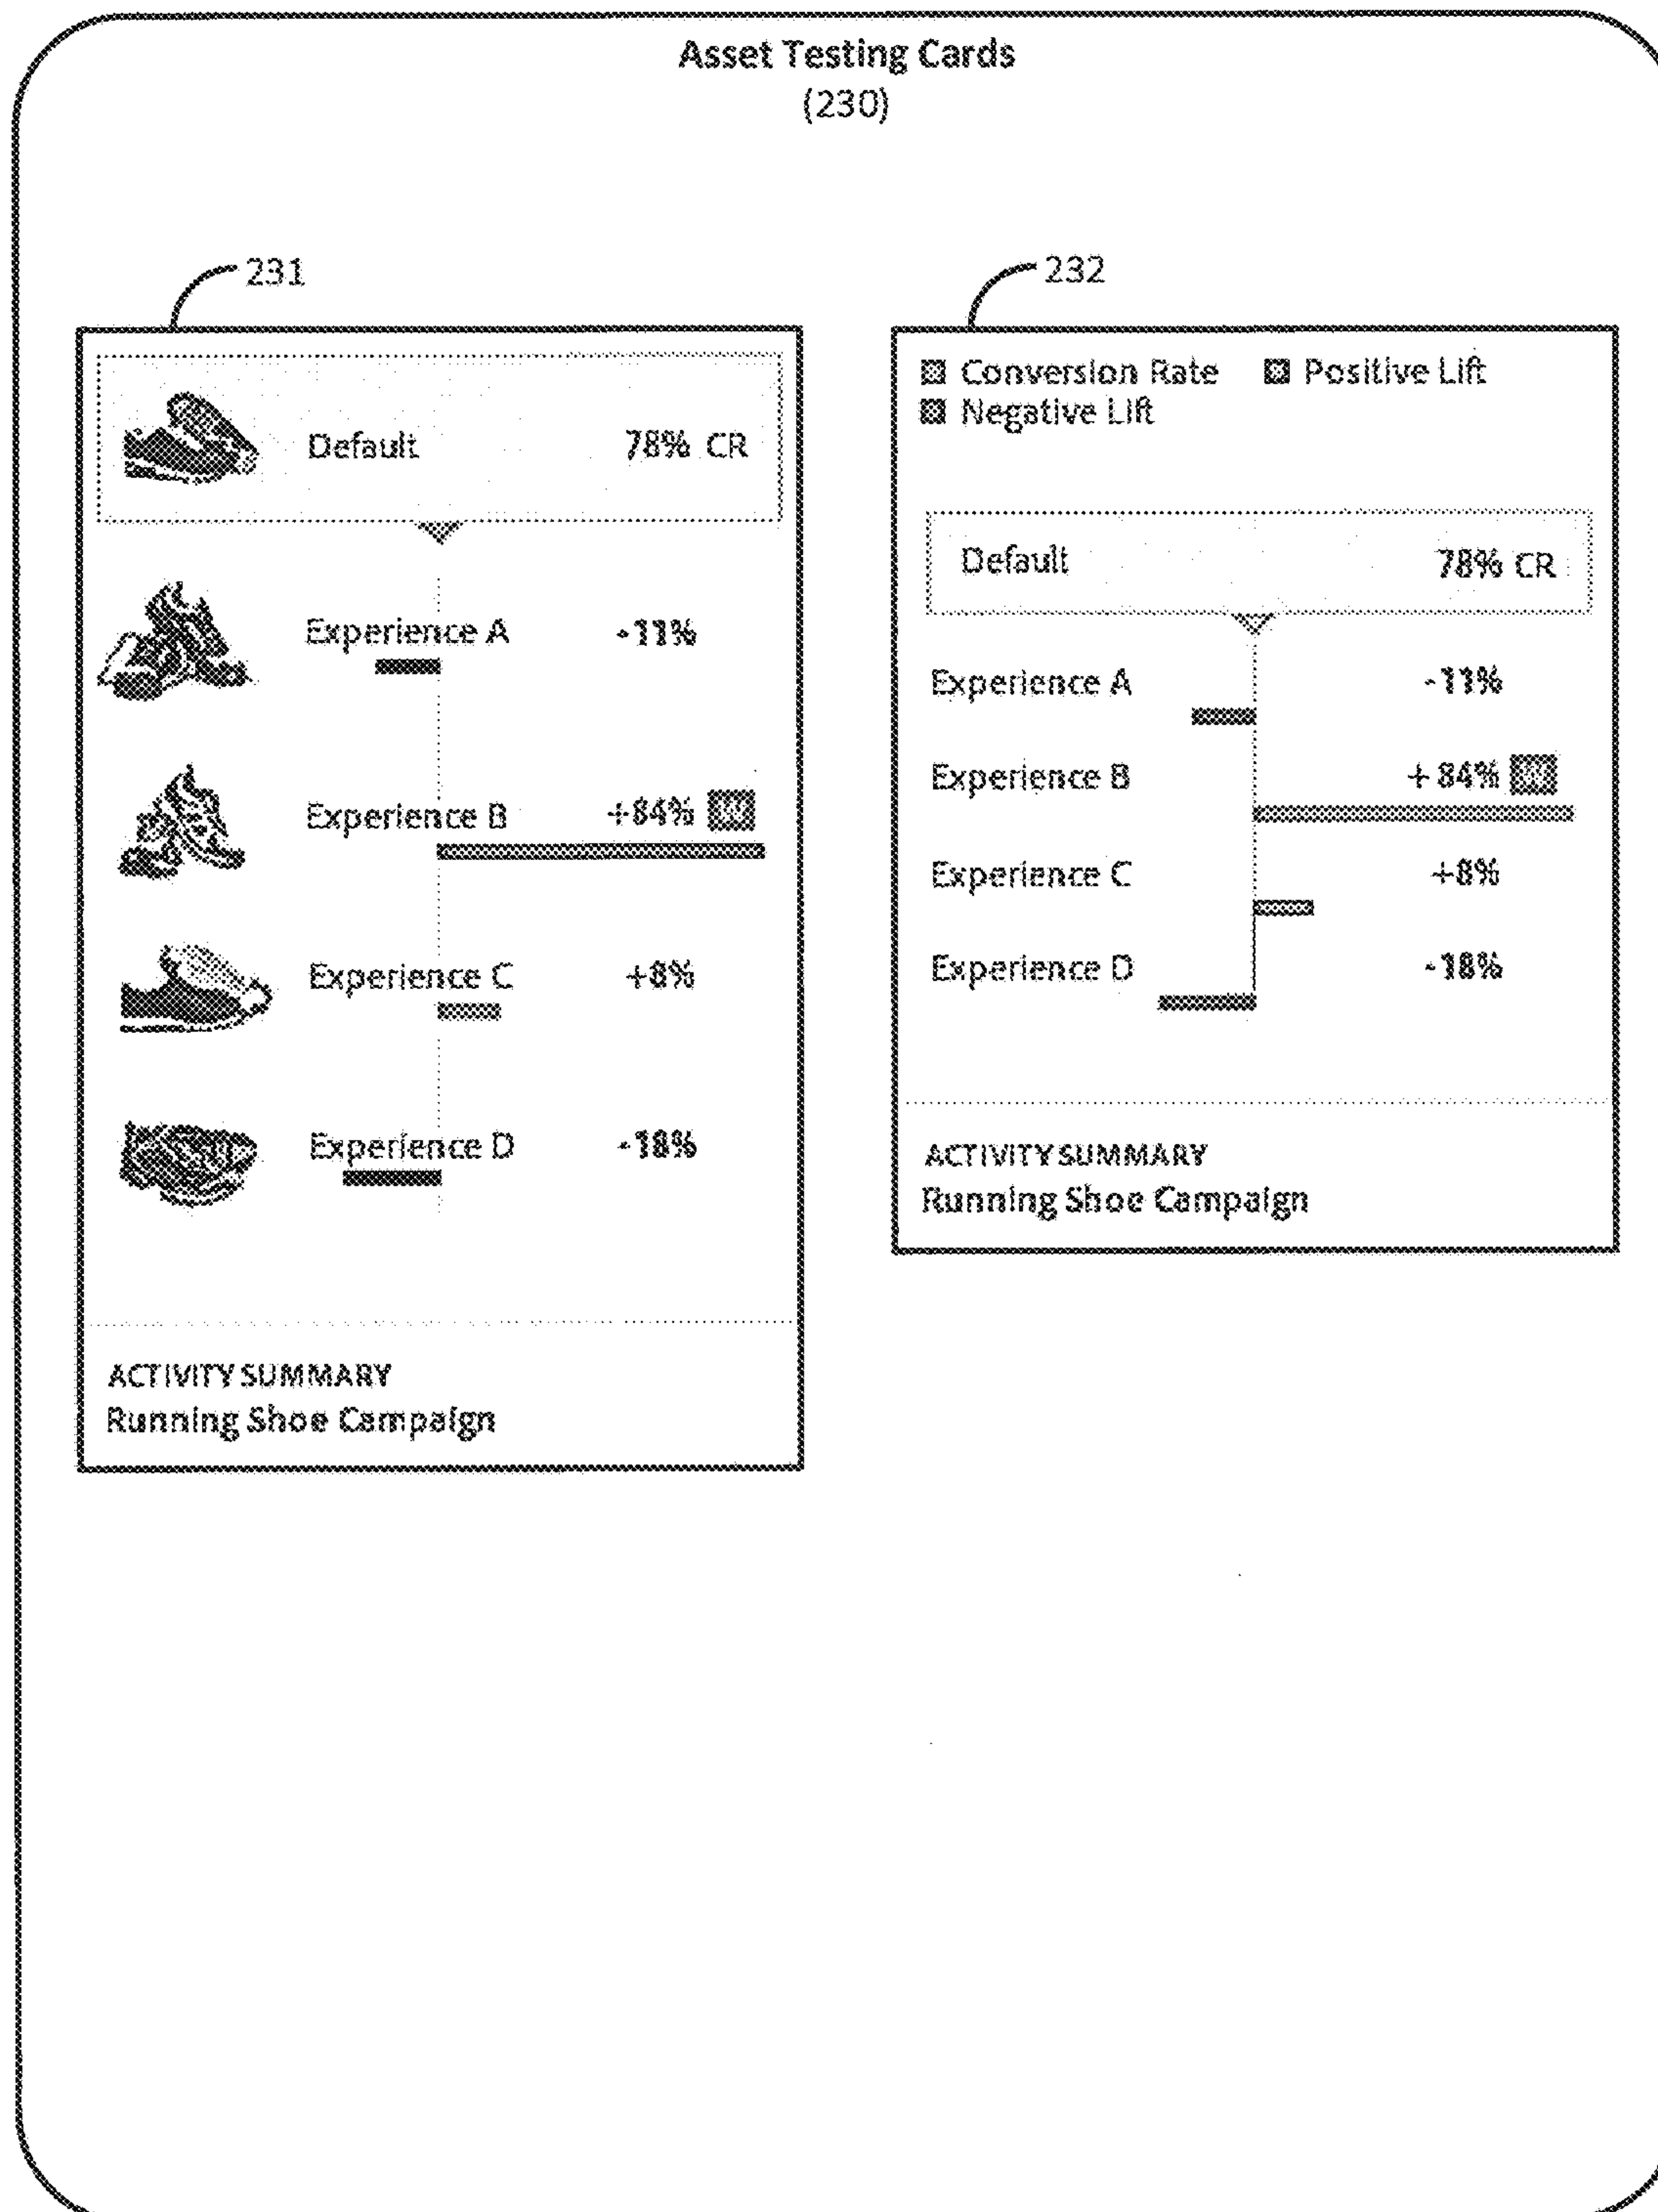 Asset Testing Cards
(230)
231
Default 78% CR
Experience A -11%
Experience B +84% W
Experience C +8%
Experience D -18%
ACTIVITY SUMMARY
Running Shoe Campaign
232
Conversion Rate Positive Lift
Negative Lift
Default 78% CR
Experience A -11%
Experience B +84% W
Experience C +8%
Experience D -18%
ACTIVITY SUMMARY
Running Shoe Campaign